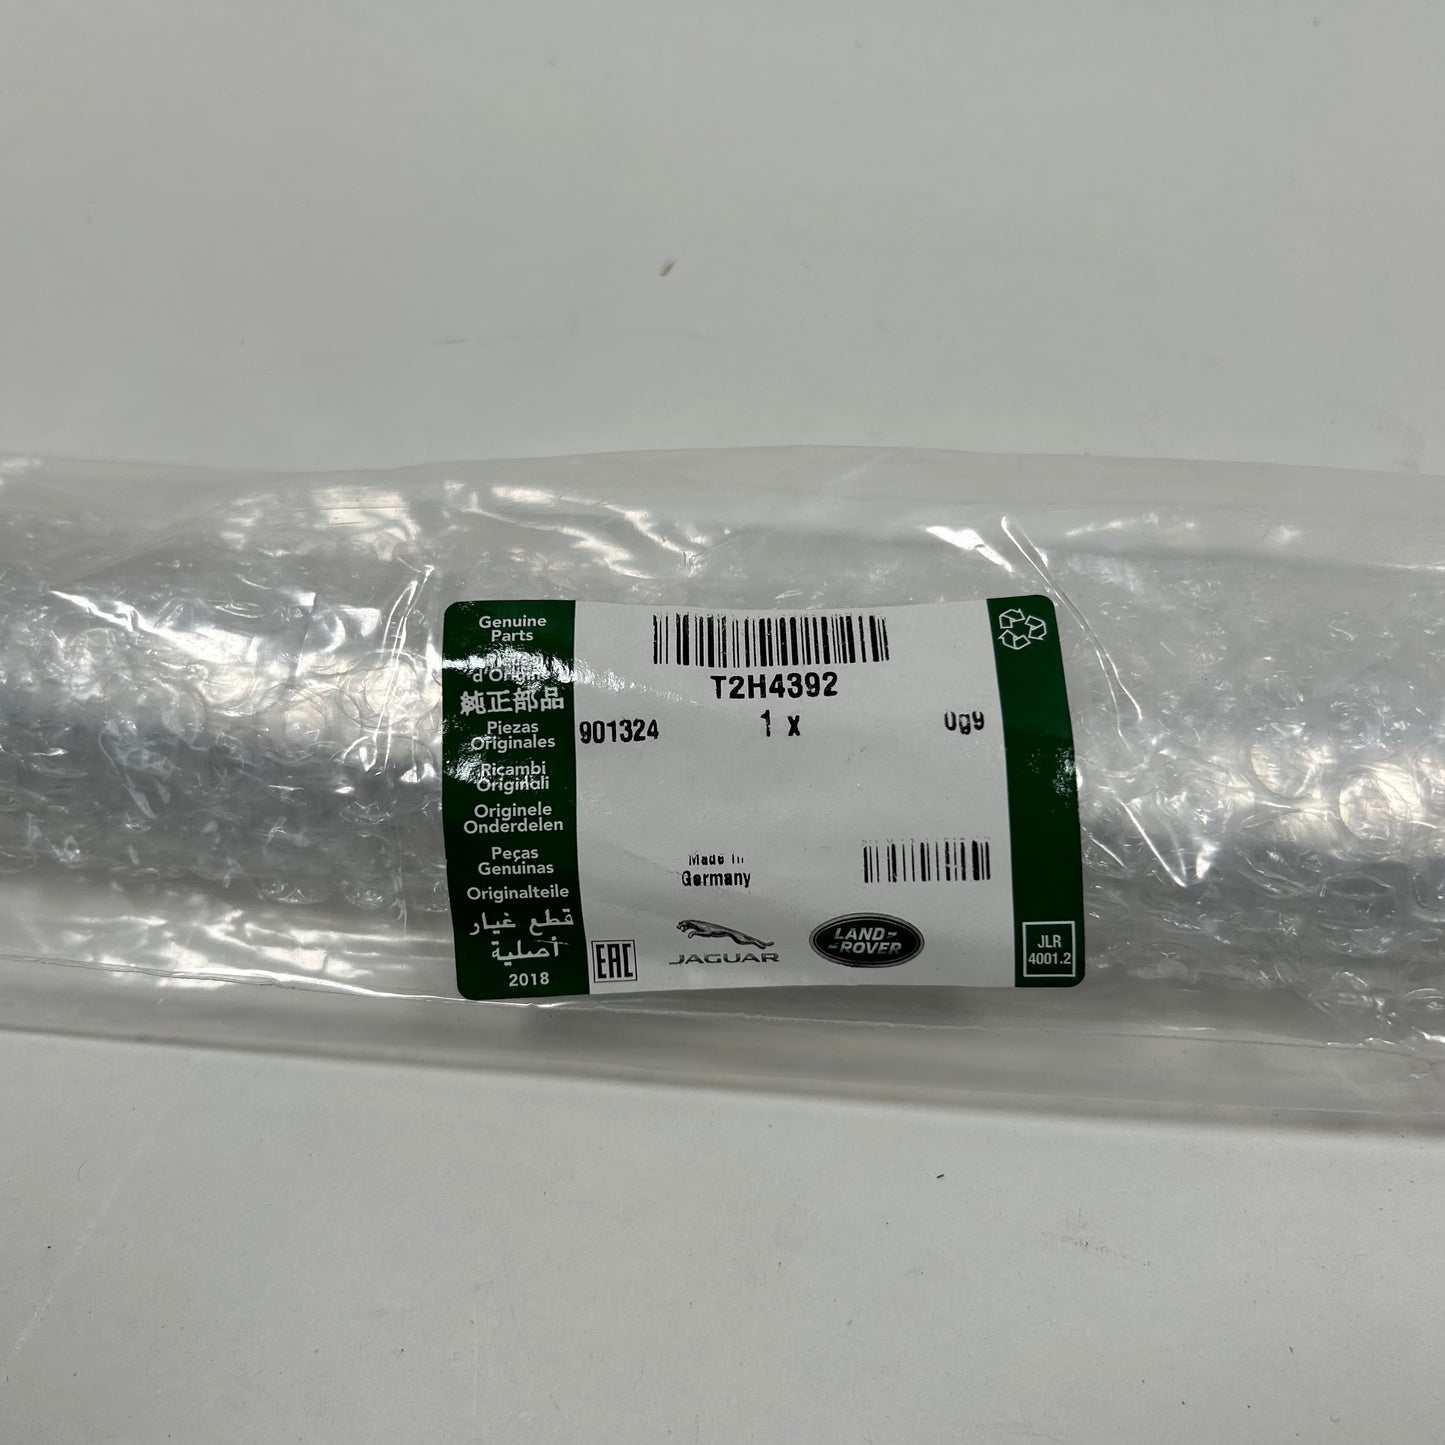 Genuine
Parts
d'Origine
純正部品
Piezas
Originales
Ricambi
Originali
Originele
Onderdelen
Peças
Genuinas
Originalteile
قطع غيار
أصلية
2018
T2H4392
901324
1 x
0g9
Made in
Germany
EAC
JAGUAR
LAND-
-ROVER
JLR
4001.2